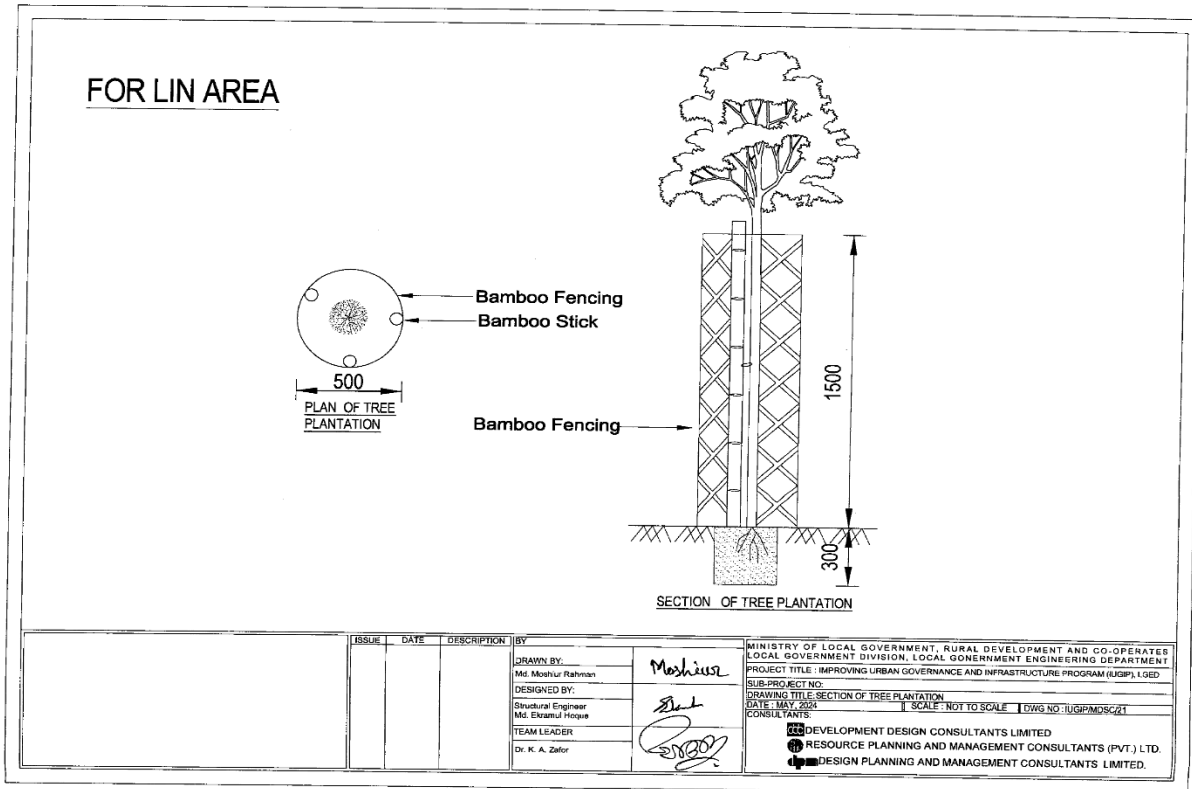 FOR LIN AREA
Bamboo Fencing
Bamboo Stick
500
PLAN OF TREE
PLANTATION
Bamboo Fencing
1500
300
SECTION OF TREE PLANTATION
ISSUE DATE DESCRIPTION BY
DRAWN BY:
Md. Moshiur Rahman
Moshiur
DESIGNED BY:
Structural Engineer
Md. Ekramul Hoque
TEAM LEADER
Dr. K. A. Zafor
MINISTRY OF LOCAL GOVERNMENT, RURAL DEVELOPMENT AND CO-OPERATES
LOCAL GOVERNMENT DIVISION, LOCAL GONERNMENT ENGINEERING DEPARTMENT
PROJECT TITLE : IMPROVING URBAN GOVERNANCE AND INFRASTRUCTURE PROGRAM (IUGIP), LGED
SUB-PROJECT NO:
DRAWING TITLE: SECTION OF TREE PLANTATION
DATE : MAY, 2024 SCALE : NOT TO SCALE DWG NO : IUGIP/MDSC/21
CONSULTANTS:
ddc DEVELOPMENT DESIGN CONSULTANTS LIMITED
RESOURCE PLANNING AND MANAGEMENT CONSULTANTS (PVT.) LTD.
dpm DESIGN PLANNING AND MANAGEMENT CONSULTANTS LIMITED.